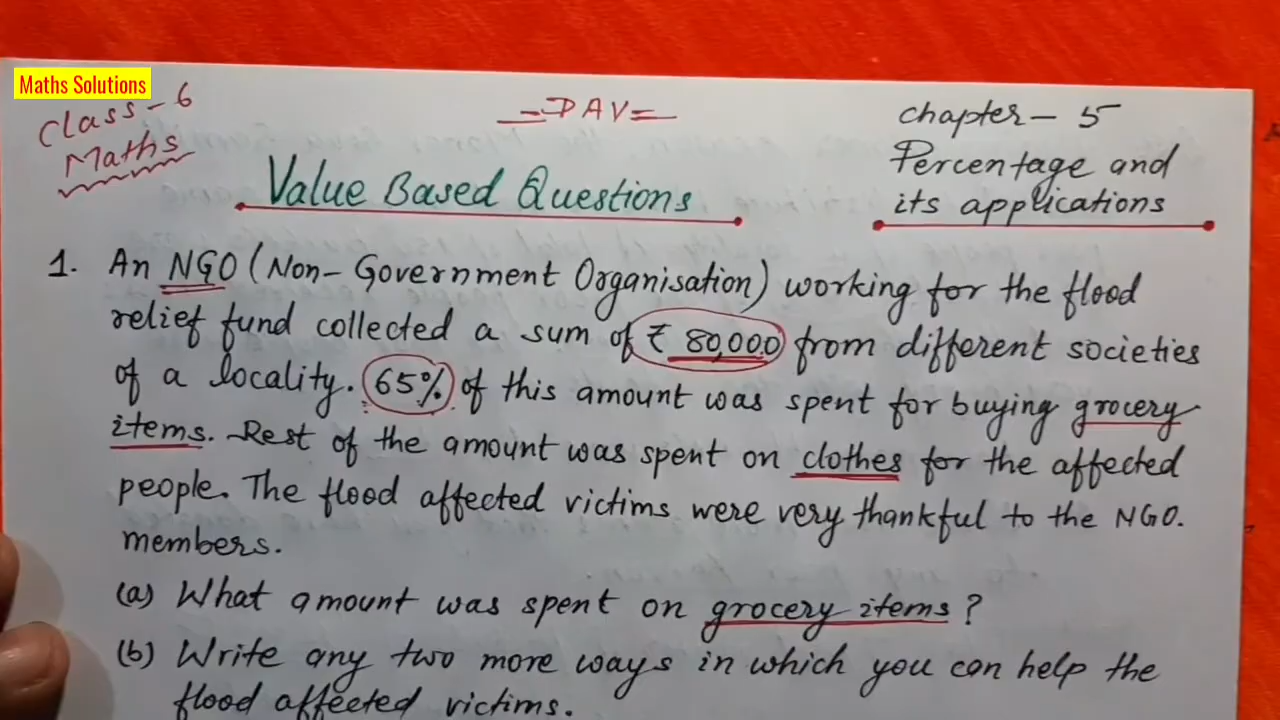 Maths Solutions
Class-6
Maths
=DAV=
Chapter- 5
Percentage and
its applications
Value Based Questions
1. An NGO (Non-Government Organisation) working for the flood
relief fund collected a sum of ₹ 80,000 from different societies
of a locality. 65% of this amount was spent for buying grocery
items. Rest of the amount was spent on clothes for the affected
people. The flood affected victims were very thankful to the NGO.
members.
(a) What amount was spent on grocery items?
(b) Write any two more ways in which you can help the
flood affected victims.